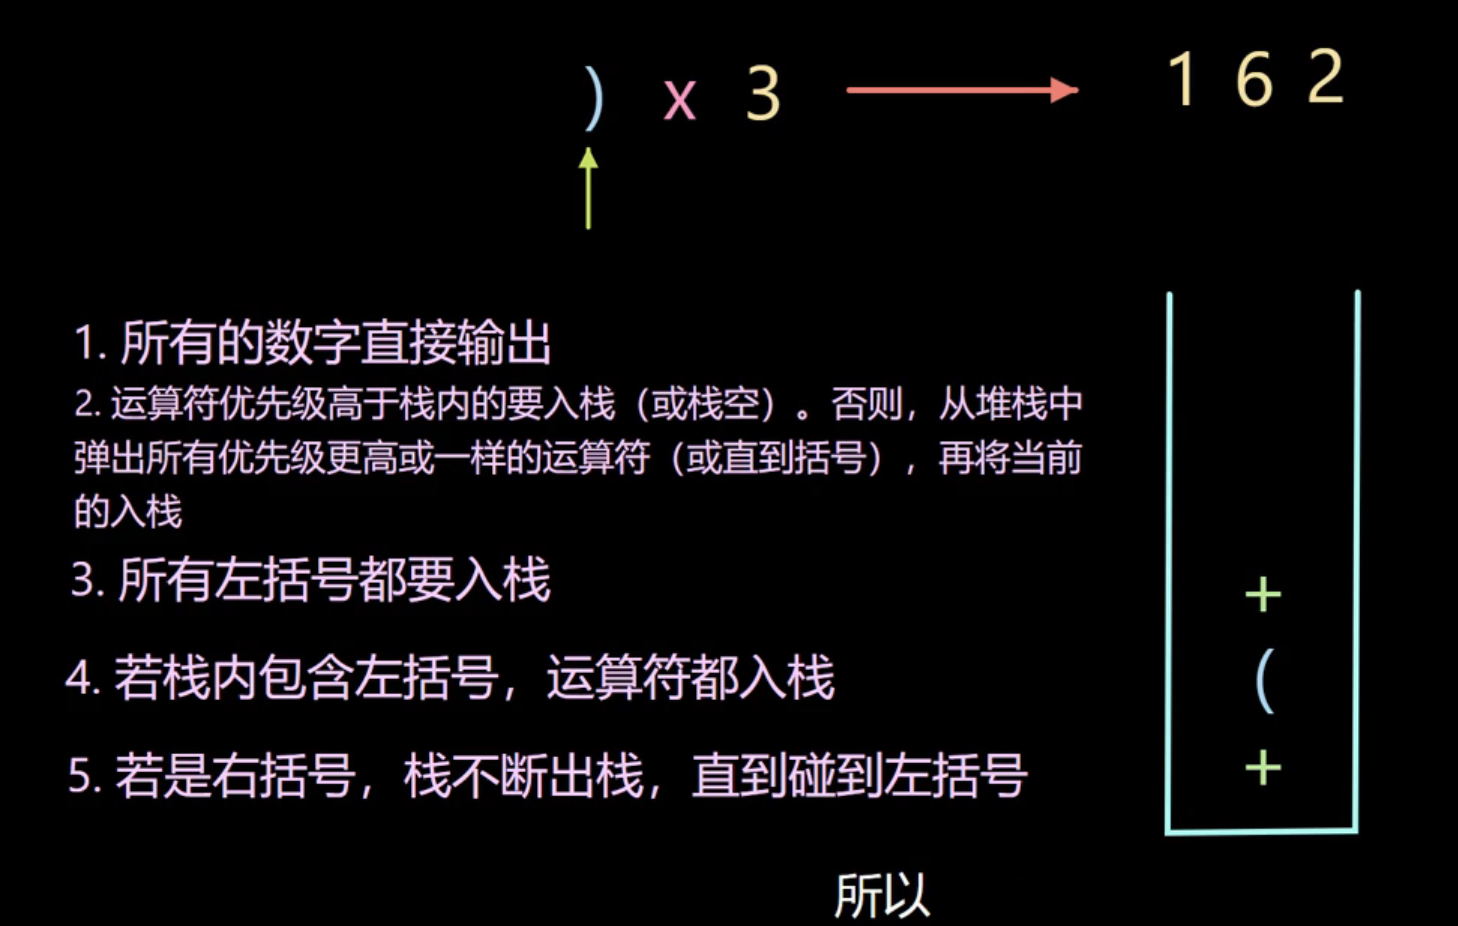 ) x 3 → 1 6 2
1. 所有的数字直接输出
2. 运算符优先级高于栈内的要入栈（或栈空）。否则，从堆栈中
弹出所有优先级更高或一样的运算符（或直到括号），再将当前
的入栈
3. 所有左括号都要入栈
4. 若栈内包含左括号，运算符都入栈
5. 若是右括号，栈不断出栈，直到碰到左括号
+
(
+
所以